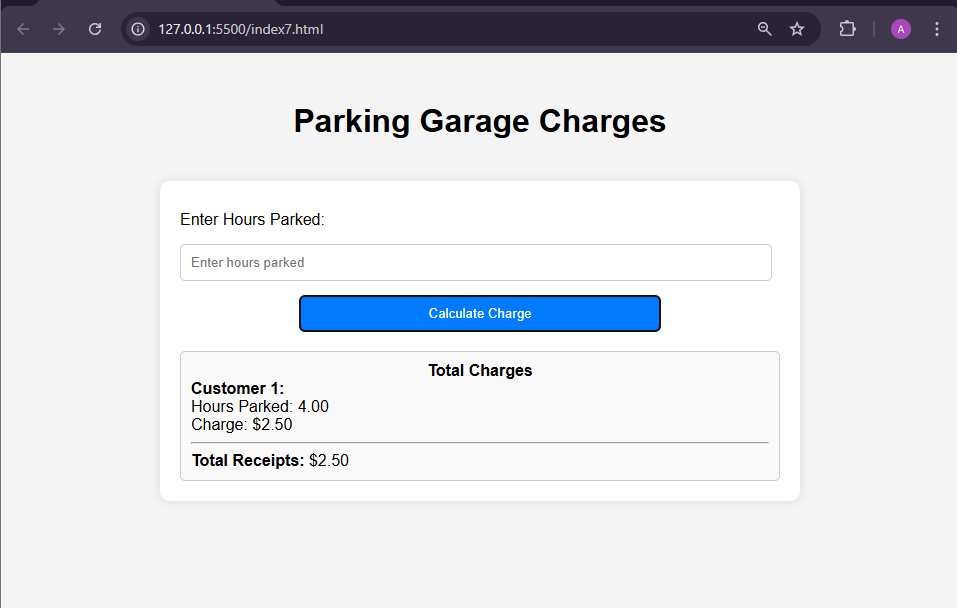 127.0.0.1:5500/index7.html
A
Parking Garage Charges
Enter Hours Parked:
Enter hours parked
Calculate Charge
Total Charges
Customer 1:
Hours Parked: 4.00
Charge: $2.50
Total Receipts: $2.50